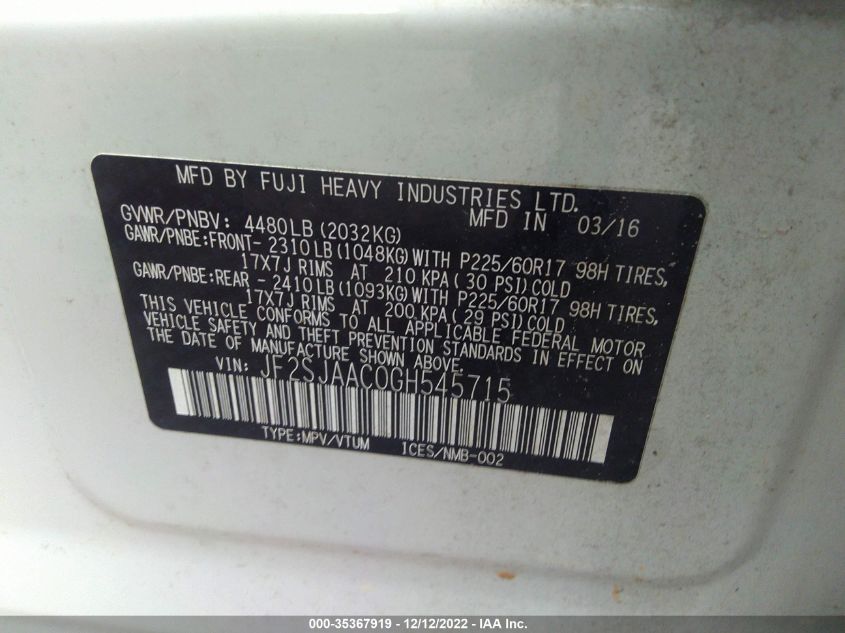 MFD BY FUJI HEAVY INDUSTRIES LTD.
MFD IN 03/16
GVWR/PNBV: 4480LB(2032KG)
GAWR/PNBE:FRONT- 2310LB(1048KG)WITH P225/60R17 98H TIRES,
17X7J RIMS AT 210 KPA( 30 PSI)COLD
GAWR/PNBE:REAR - 2410LB(1093KG)WITH P225/60R17 98H TIRES,
17X7J RIMS AT 200 KPA( 29 PSI)COLD
THIS VEHICLE CONFORMS TO ALL APPLICABLE FEDERAL MOTOR
VEHICLE SAFETY AND THEFT PREVENTION STANDARDS IN EFFECT ON
THE DATE OF MANUFACTURE SHOWN ABOVE.
VIN: JF2SJAAC0GH545715
TYPE:MPV/VTUM ICES/NMB-002
000-35367919 - 12/12/2022 - IAA Inc.